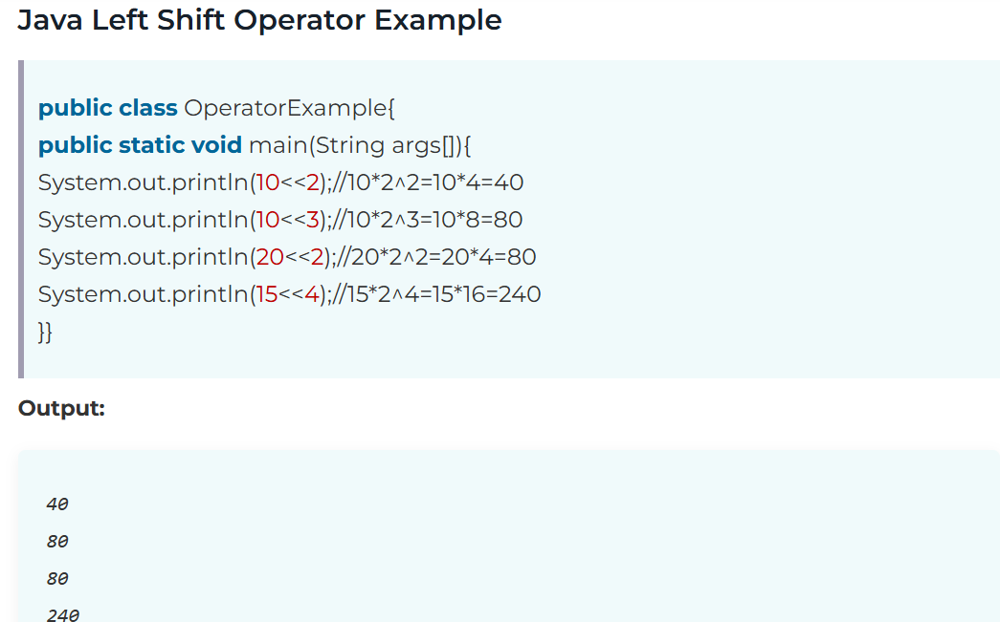 Java Left Shift Operator Example
public class OperatorExample{
public static void main(String args[]){
System.out.println(10<<2);//10*2^2=10*4=40
System.out.println(10<<3);//10*2^3=10*8=80
System.out.println(20<<2);//20*2^2=20*4=80
System.out.println(15<<4);//15*2^4=15*16=240
}}
Output:
40
80
80
240